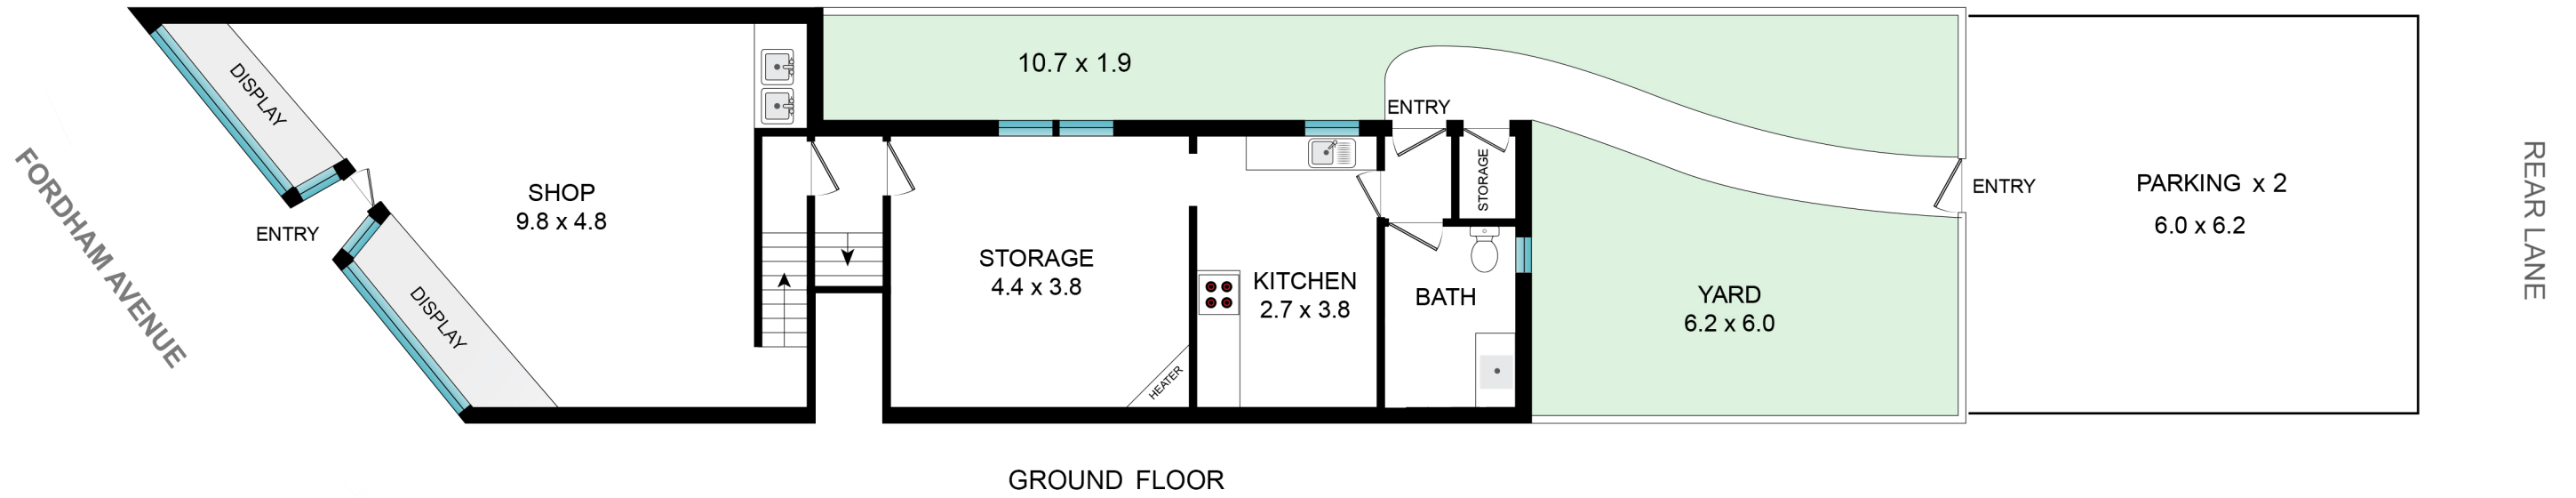 FORDHAM AVENUE
DISPLAY
ENTRY
DISPLAY
SHOP
9.8 x 4.8
10.7 x 1.9
STORAGE
4.4 x 3.8
HEATER
KITCHEN
2.7 x 3.8
ENTRY
STORAGE
BATH
YARD
6.2 x 6.0
ENTRY
PARKING x 2
6.0 x 6.2
REAR LANE
GROUND FLOOR